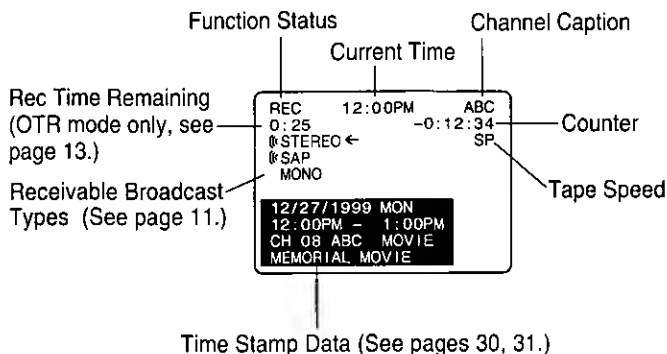 Function Status
Channel Caption
Current Time
Rec Time Remaining
(OTR mode only, see
page 13.)
REC 12:00PM ABC
0:25 -0:12:34
STEREO ← SP
SAP
MONO
Counter
Receivable Broadcast
Types (See page 11.)
Tape Speed
12/27/1999 MON
12:00PM – 1:00PM
CH 08 ABC MOVIE
MEMORIAL MOVIE
Time Stamp Data (See pages 30, 31.)